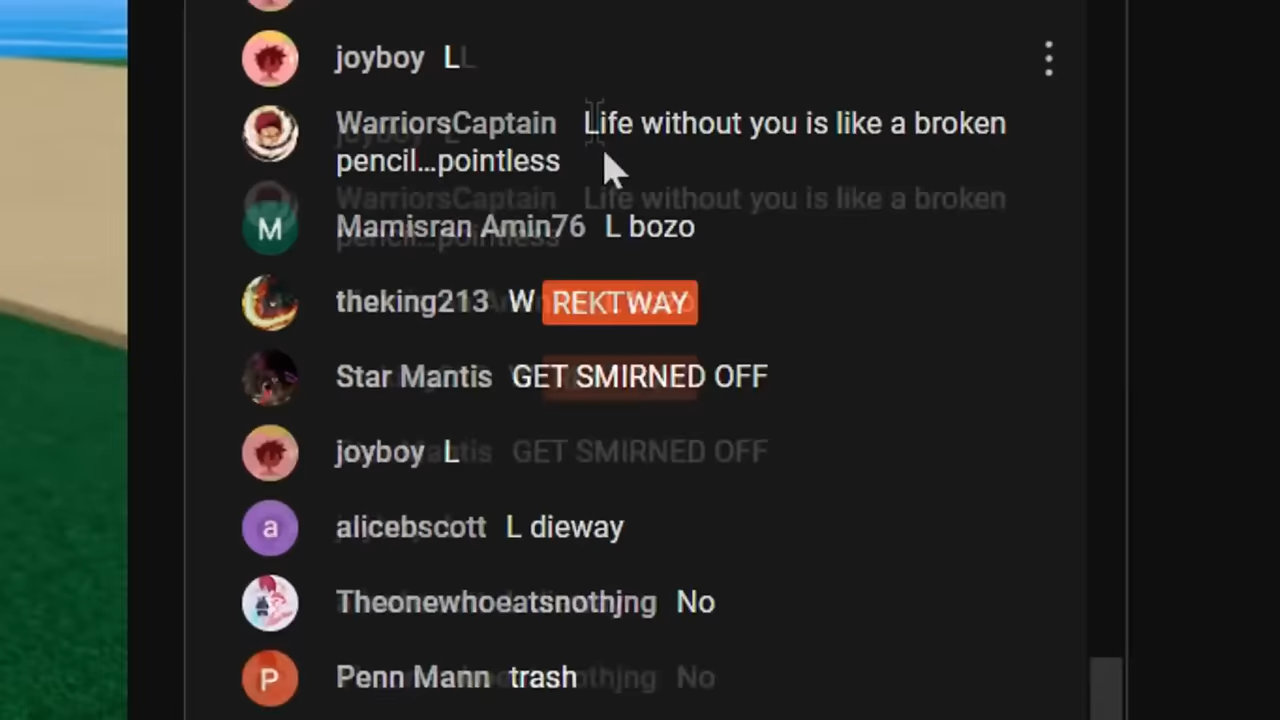 joyboy L
WarriorsCaptain Life without you is like a broken
pencil...pointless
Mamisran Amin76 L bozo
theking213 W REKTWAY
Star Mantis GET SMIRNED OFF
joyboy L
alicebscott L dieway
Theonewhoeatsnothjng No
Penn Mann trash